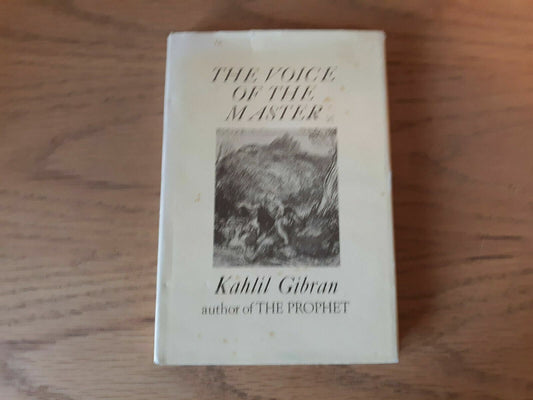 THE VOICE
OF THE
MASTER
Kahlil Gibran
author of THE PROPHET